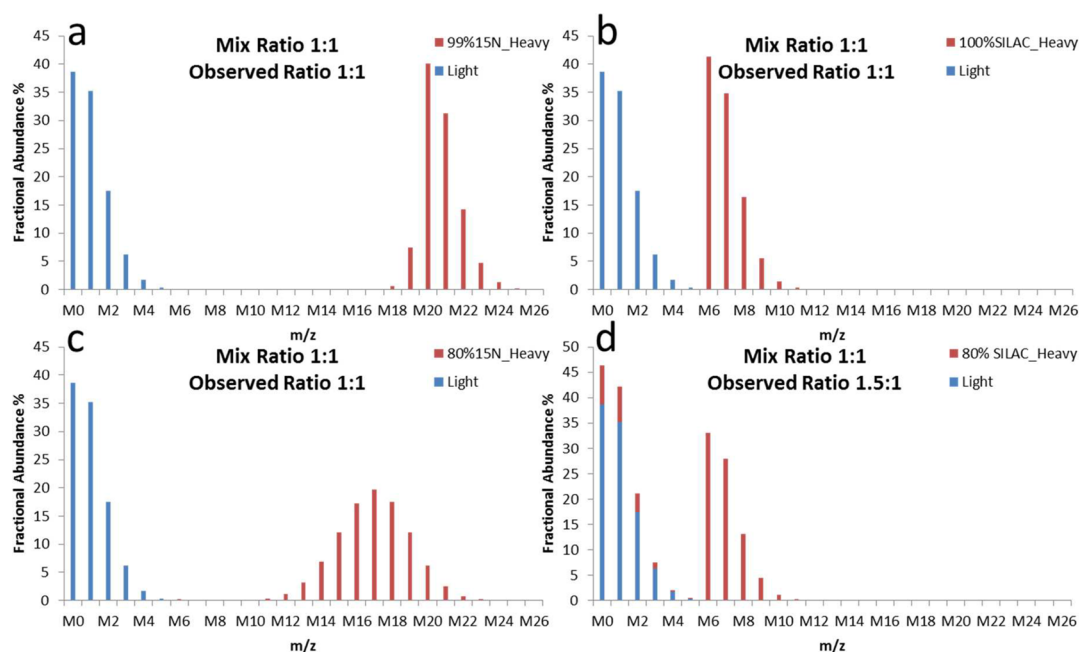 a
Mix Ratio 1:1
Observed Ratio 1:1
99%15N_Heavy
Light
Fractional Abundance %
45
40
35
30
25
20
15
10
5
0
M0 M2 M4 M6 M8 M10 M12 M14 M16 M18 M20 M22 M24 M26
m/z
b
Mix Ratio 1:1
Observed Ratio 1:1
100%SILAC_Heavy
Light
Fractional Abundance %
45
40
35
30
25
20
15
10
5
0
M0 M2 M4 M6 M8 M10 M12 M14 M16 M18 M20 M22 M24 M26
m/z
c
Mix Ratio 1:1
Observed Ratio 1:1
80%15N_Heavy
Light
Fractional Abundance %
45
40
35
30
25
20
15
10
5
0
M0 M2 M4 M6 M8 M10 M12 M14 M16 M18 M20 M22 M24 M26
m/z
d
Mix Ratio 1:1
Observed Ratio 1.5:1
80% SILAC_Heavy
Light
Fractional Abundance %
50
45
40
35
30
25
20
15
10
5
0
M0 M2 M4 M6 M8 M10 M12 M14 M16 M18 M20 M22 M24 M26
m/z